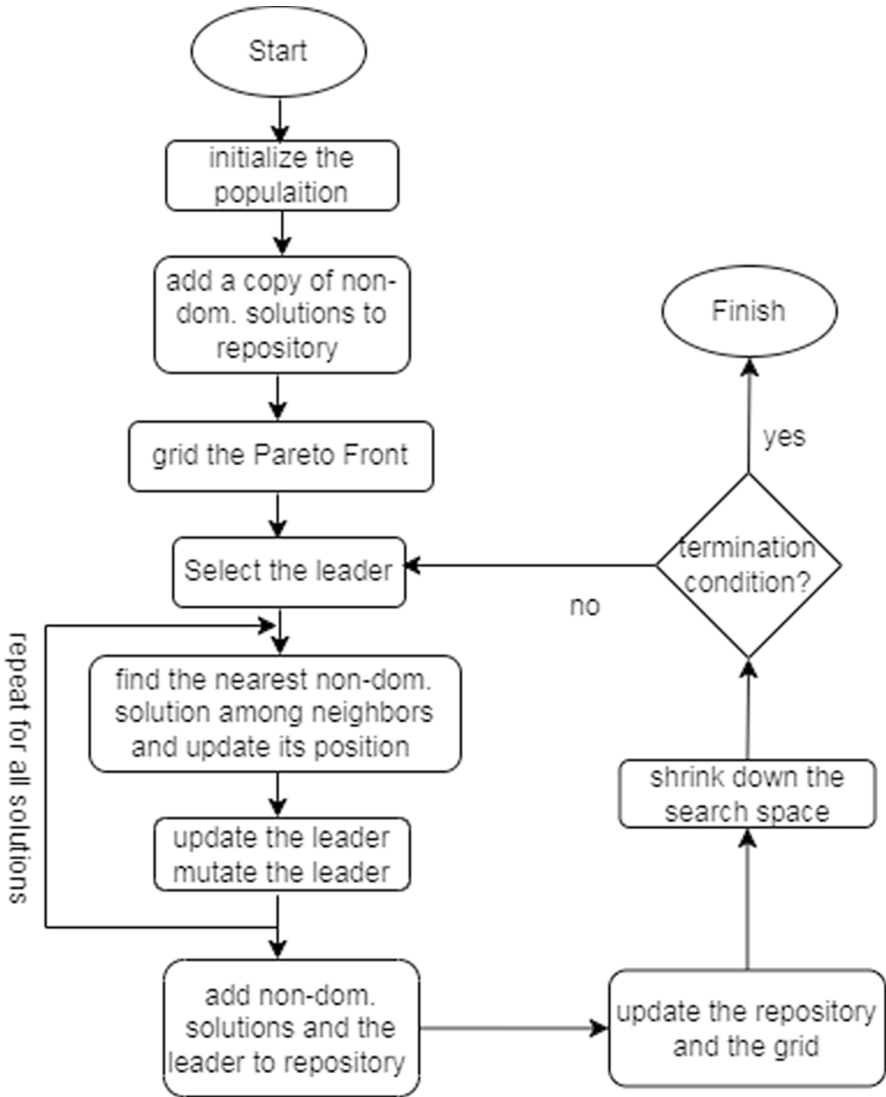 Start
initialize the
populaition
add a copy of non-
dom. solutions to
repository
grid the Pareto Front
Select the leader
repeat for all solutions
find the nearest non-dom.
solution among neighbors
and update its position
update the leader
mutate the leader
add non-dom.
solutions and the
leader to repository
update the repository
and the grid
shrink down the
search space
termination
condition?
no
yes
Finish